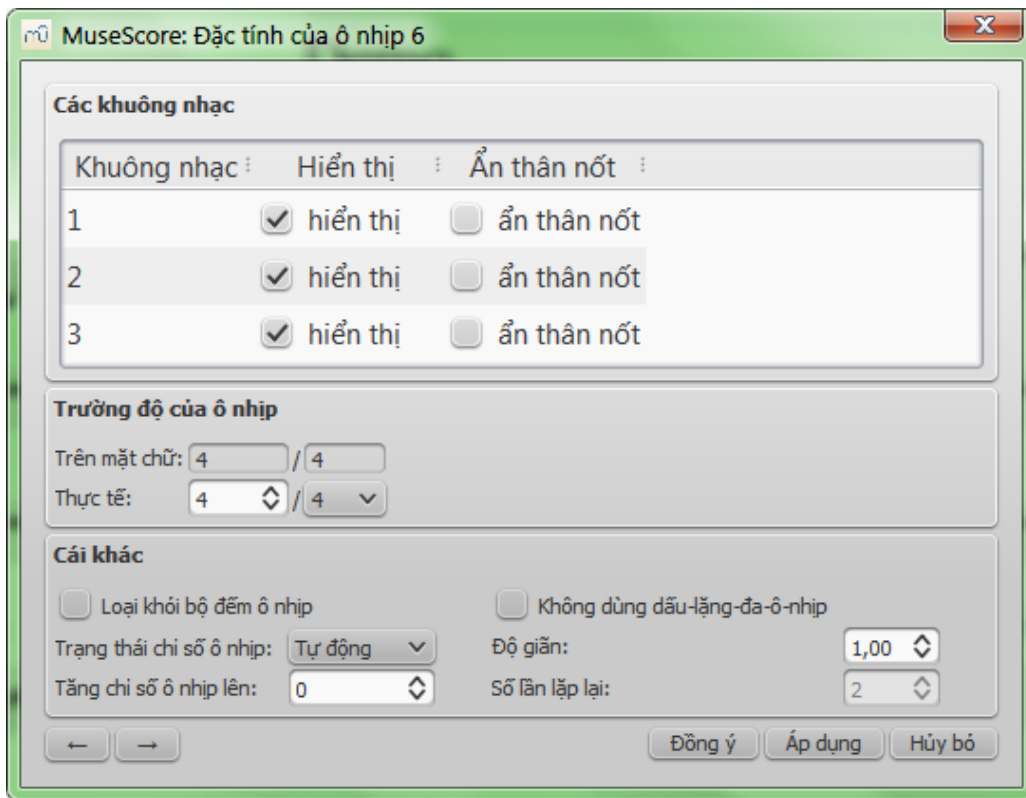 MuseScore: Đặc tính của ô nhịp 6
Các khuông nhạc
Khuông nhạc Hiển thị Ẩn thân nốt
1 hiển thị ẩn thân nốt
2 hiển thị ẩn thân nốt
3 hiển thị ẩn thân nốt
Trường độ của ô nhịp
Trên mặt chữ: 4 / 4
Thực tế: 4 / 4
Cái khác
Loại khỏi bộ đếm ô nhịp Không dùng dấu-lặng-đa-ô-nhịp
Trạng thái chỉ số ô nhịp: Tự động Độ giãn: 1,00
Tăng chỉ số ô nhịp lên: 0 Số lần lặp lại: 2
← → Đồng ý Áp dụng Hủy bỏ